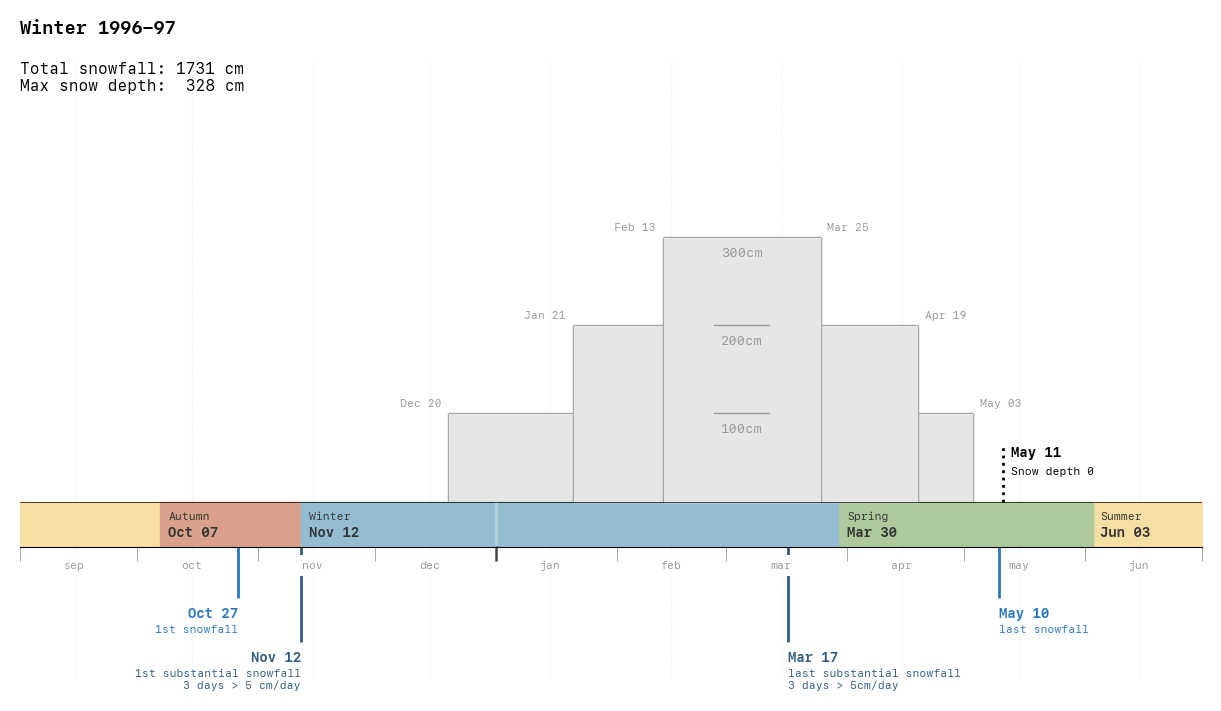 Winter 1996–97
Total snowfall: 1731 cm
Max snow depth:  328 cm
Feb 13
Mar 25
300cm
Jan 21
Apr 19
200cm
Dec 20
May 03
100cm
May 11
Snow depth 0
Autumn
Oct 07
Winter
Nov 12
Spring
Mar 30
Summer
Jun 03
sep
oct
nov
dec
jan
feb
mar
apr
may
jun
Oct 27
1st snowfall
May 10
last snowfall
Nov 12
1st substantial snowfall
3 days > 5 cm/day
Mar 17
last substantial snowfall
3 days > 5cm/day